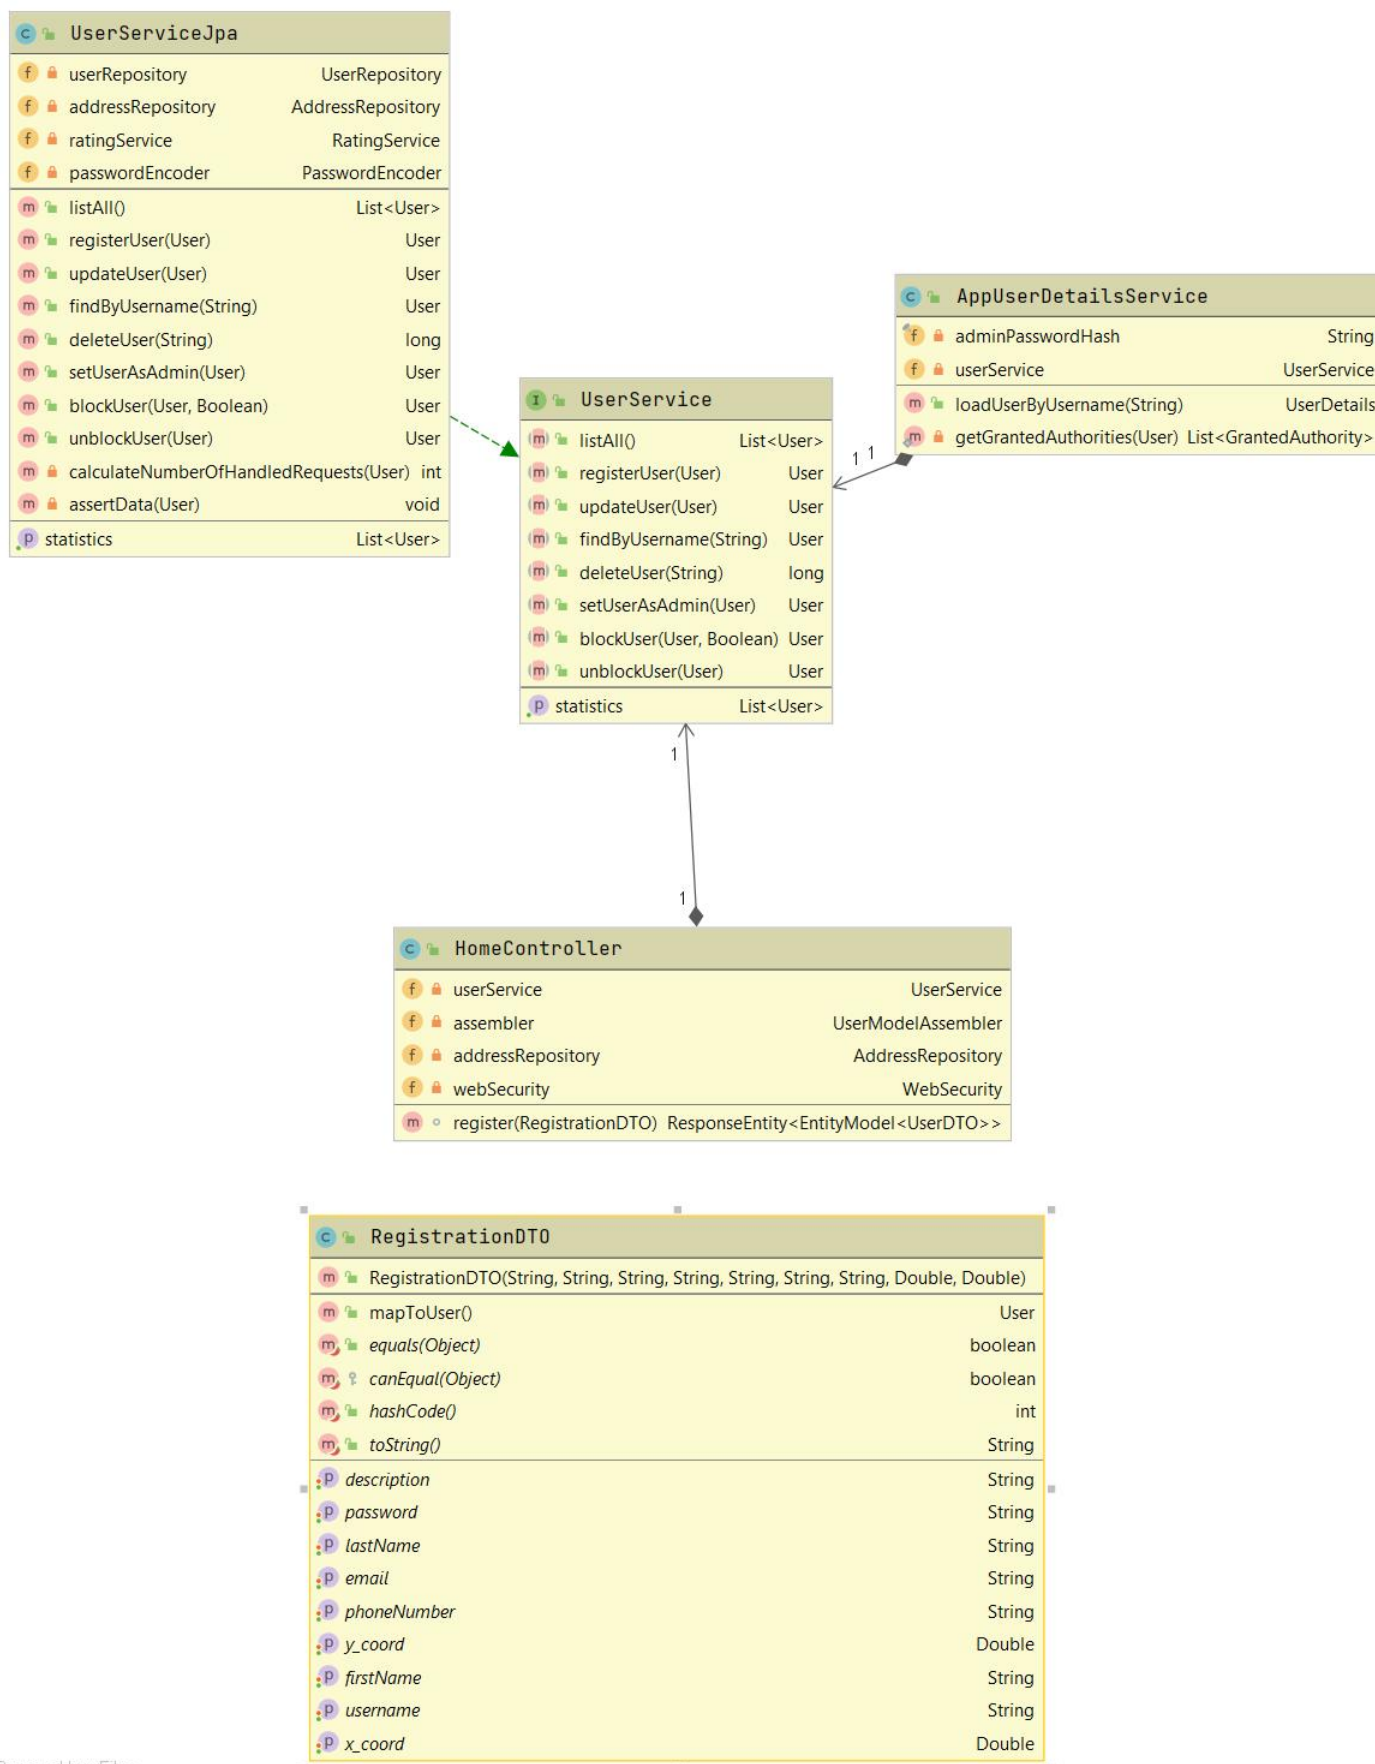 UserServiceJpa
userRepository UserRepository
addressRepository AddressRepository
ratingService RatingService
passwordEncoder PasswordEncoder
listAll() List<User>
registerUser(User) User
updateUser(User) User
findByUsername(String) User
deleteUser(String) long
setUserAsAdmin(User) User
blockUser(User, Boolean) User
unblockUser(User) User
calculateNumberOfHandledRequests(User) int
assertData(User) void
statistics List<User>
AppUserDetailsService
adminPasswordHash String
userService UserService
loadUserByUsername(String) UserDetails
getGrantedAuthorities(User) List<GrantedAuthority>
1 1
UserService
listAll() List<User>
registerUser(User) User
updateUser(User) User
findByUsername(String) User
deleteUser(String) long
setUserAsAdmin(User) User
blockUser(User, Boolean) User
unblockUser(User) User
statistics List<User>
1
1
HomeController
userService UserService
assembler UserModelAssembler
addressRepository AddressRepository
webSecurity WebSecurity
register(RegistrationDTO) ResponseEntity<EntityModel<UserDTO>>
RegistrationDTO
RegistrationDTO(String, String, String, String, String, String, String, Double, Double)
mapToUser() User
equals(Object) boolean
canEqual(Object) boolean
hashCode() int
toString() String
description String
password String
lastName String
email String
phoneNumber String
y_coord Double
firstName String
username String
x_coord Double